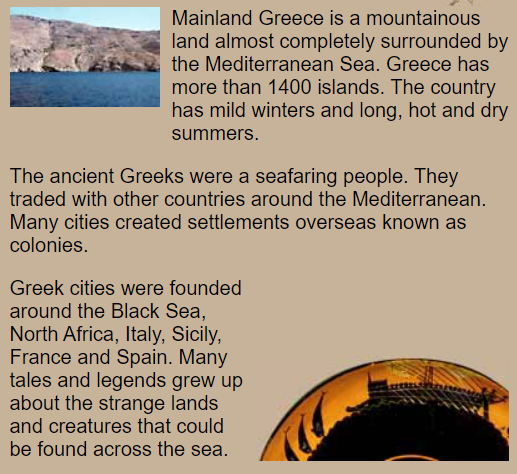 Mainland Greece is a mountainous
land almost completely surrounded by
the Mediterranean Sea. Greece has
more than 1400 islands. The country
has mild winters and long, hot and dry
summers.
The ancient Greeks were a seafaring people. They
traded with other countries around the Mediterranean.
Many cities created settlements overseas known as
colonies.
Greek cities were founded
around the Black Sea,
North Africa, Italy, Sicily,
France and Spain. Many
tales and legends grew up
about the strange lands
and creatures that could
be found across the sea.